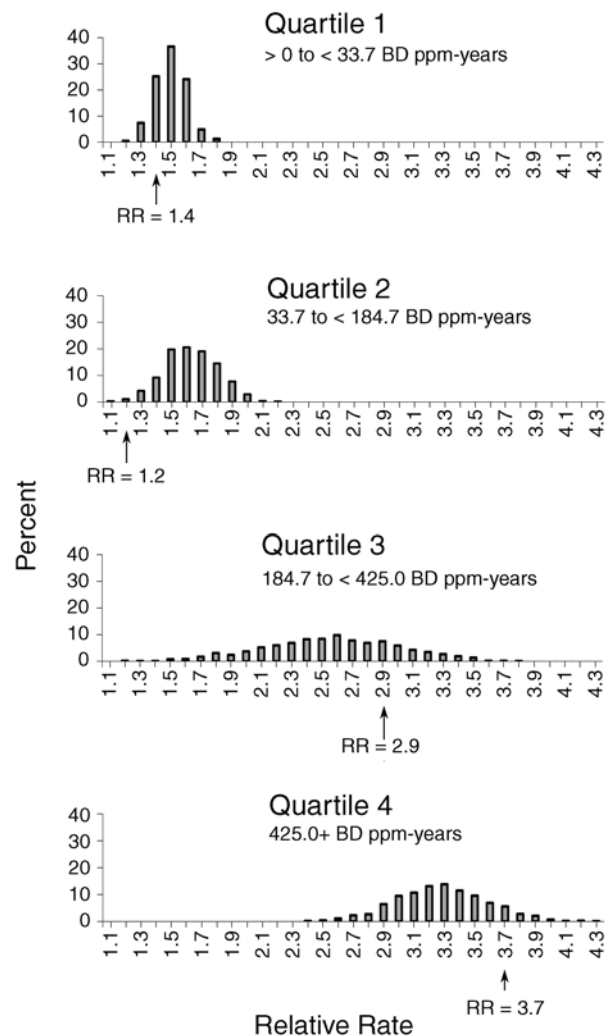 Quartile 1
> 0 to < 33.7 BD ppm-years
40
30
20
10
0
1.1 1.3 1.5 1.7 1.9 2.1 2.3 2.5 2.7 2.9 3.1 3.3 3.5 3.7 3.9 4.1 4.3
RR = 1.4
Quartile 2
33.7 to < 184.7 BD ppm-years
40
30
20
10
0
1.1 1.3 1.5 1.7 1.9 2.1 2.3 2.5 2.7 2.9 3.1 3.3 3.5 3.7 3.9 4.1 4.3
RR = 1.2
Percent
Quartile 3
184.7 to < 425.0 BD ppm-years
40
30
20
10
0
1.1 1.3 1.5 1.7 1.9 2.1 2.3 2.5 2.7 2.9 3.1 3.3 3.5 3.7 3.9 4.1 4.3
RR = 2.9
Quartile 4
425.0+ BD ppm-years
40
30
20
10
0
1.1 1.3 1.5 1.7 1.9 2.1 2.3 2.5 2.7 2.9 3.1 3.3 3.5 3.7 3.9 4.1 4.3
RR = 3.7
Relative Rate